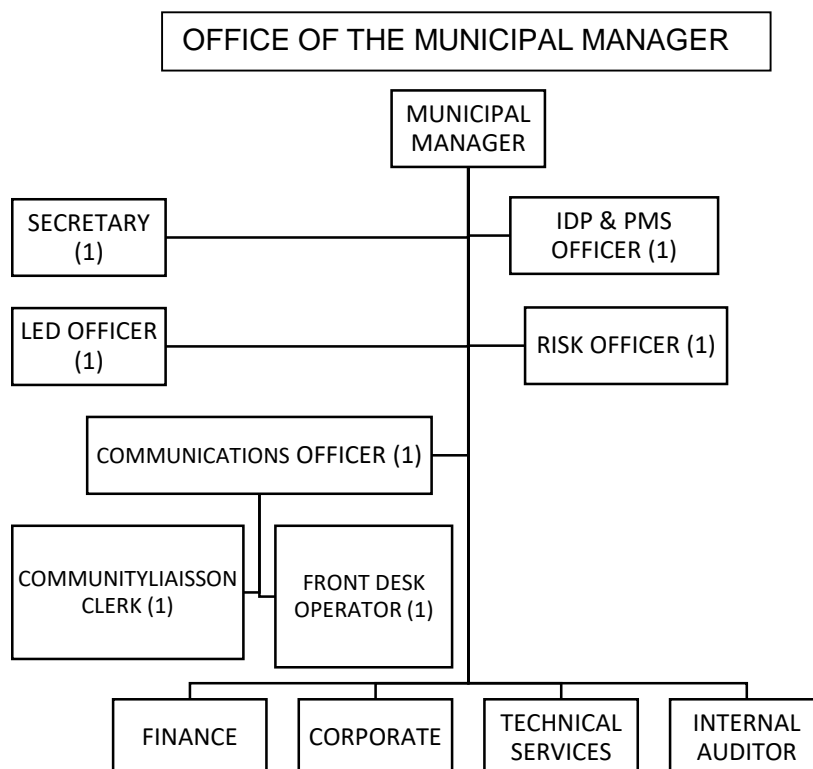 OFFICE OF THE MUNICIPAL MANAGER
MUNICIPAL
MANAGER
SECRETARY
(1)
IDP & PMS
OFFICER (1)
LED OFFICER
(1)
RISK OFFICER (1)
COMMUNICATIONS OFFICER (1)
COMMUNITYLIAISSON
CLERK (1)
FRONT DESK
OPERATOR (1)
FINANCE
CORPORATE
TECHNICAL
SERVICES
INTERNAL
AUDITOR